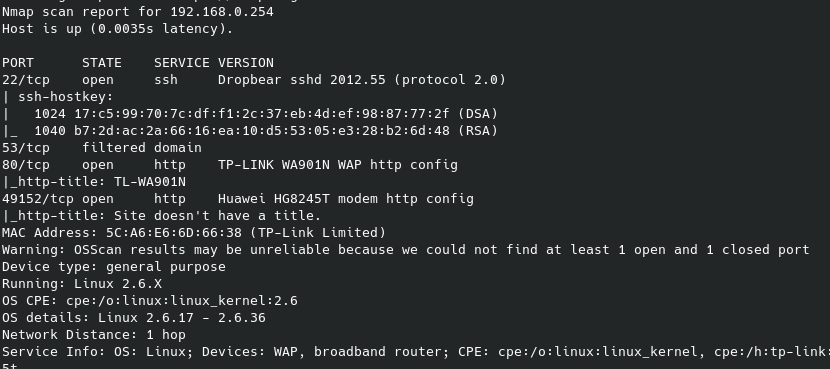 Nmap scan report for 192.168.0.254
Host is up (0.0035s latency).
PORT      STATE    SERVICE VERSION
22/tcp    open     ssh     Dropbear sshd 2012.55 (protocol 2.0)
| ssh-hostkey:
|   1024 17:c5:99:70:7c:df:f1:2c:37:eb:4d:ef:98:87:77:2f (DSA)
|_  1040 b7:2d:ac:2a:66:16:ea:10:d5:53:05:e3:28:b2:6d:48 (RSA)
53/tcp    filtered domain
80/tcp    open     http    TP-LINK WA901N WAP http config
|_http-title: TL-WA901N
49152/tcp open     http    Huawei HG8245T modem http config
|_http-title: Site doesn't have a title.
MAC Address: 5C:A6:E6:6D:66:38 (TP-Link Limited)
Warning: OSScan results may be unreliable because we could not find at least 1 open and 1 closed port
Device type: general purpose
Running: Linux 2.6.X
OS CPE: cpe:/o:linux:linux_kernel:2.6
OS details: Linux 2.6.17 - 2.6.36
Network Distance: 1 hop
Service Info: OS: Linux; Devices: WAP, broadband router; CPE: cpe:/o:linux:linux_kernel, cpe:/h:tp-link: